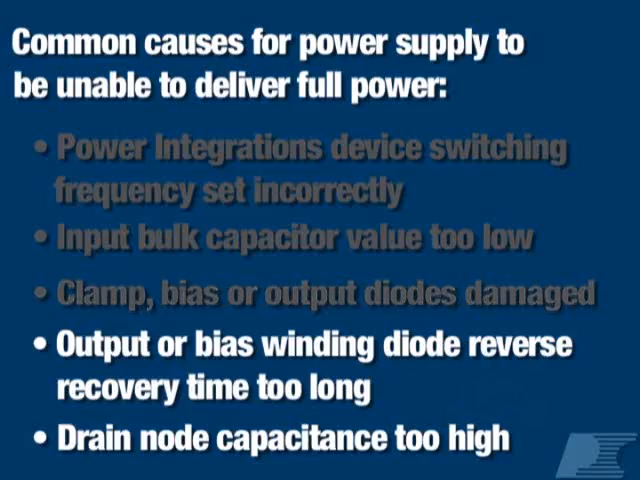 Common causes for power supply to
be unable to deliver full power:
• Power Integrations device switching
frequency set incorrectly
• Input bulk capacitor value too low
• Clamp, bias or output diodes damaged
• Output or bias winding diode reverse
recovery time too long
• Drain node capacitance too high